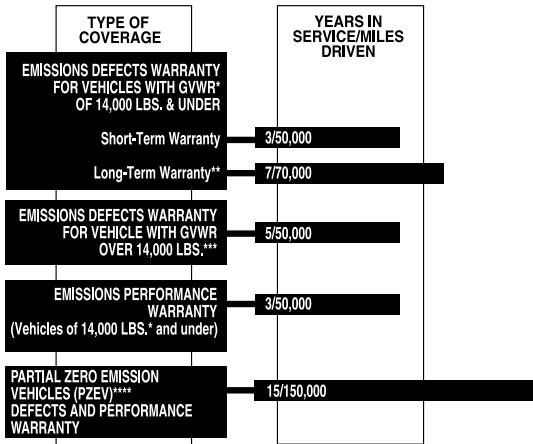 TYPE OF
COVERAGE
YEARS IN
SERVICE/MILES
DRIVEN
EMISSIONS DEFECTS WARRANTY
FOR VEHICLES WITH GVWR*
OF 14,000 LBS. & UNDER
Short-Term Warranty
3/50,000
Long-Term Warranty**
7/70,000
EMISSIONS DEFECTS WARRANTY
FOR VEHICLE WITH GVWR
OVER 14,000 LBS.***
5/50,000
EMISSIONS PERFORMANCE
WARRANTY
(Vehicles of 14,000 LBS.* and under)
3/50,000
PARTIAL ZERO EMISSION
VEHICLES (PZEV)****
DEFECTS AND PERFORMANCE
WARRANTY
15/150,000